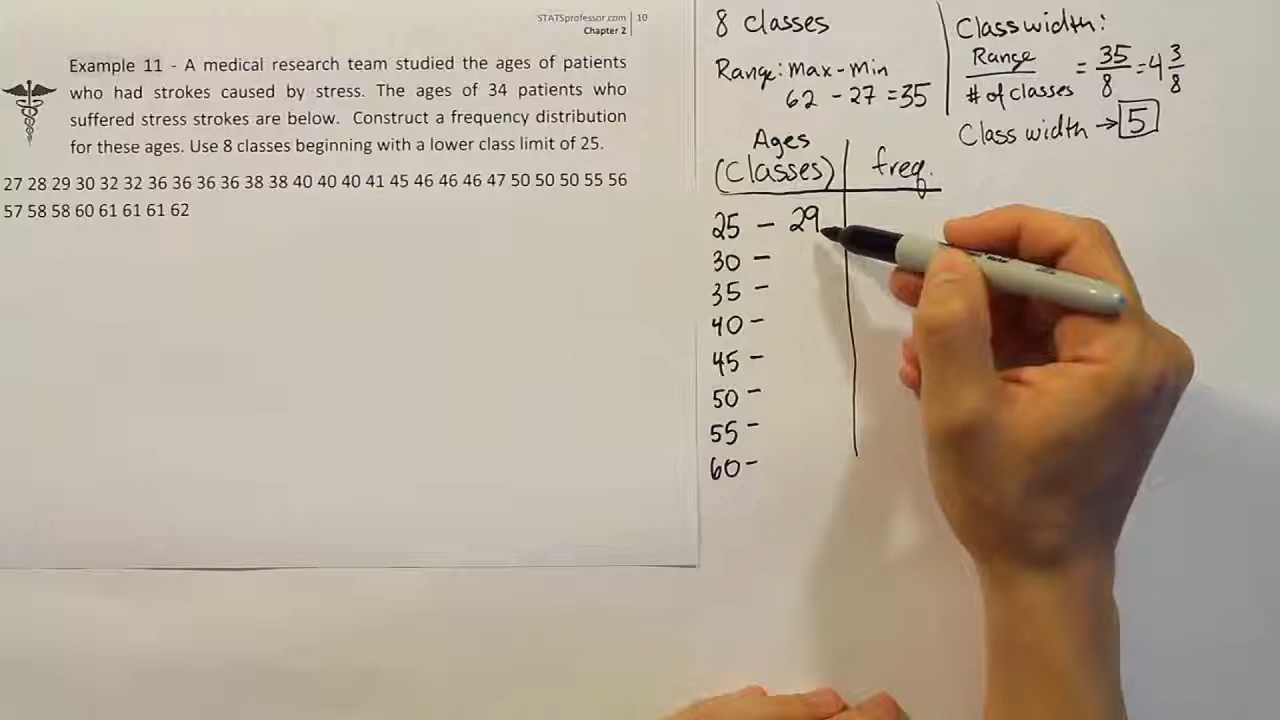 STATSprofessor.com 10
Chapter 2
Example 11 - A medical research team studied the ages of patients
who had strokes caused by stress. The ages of 34 patients who
suffered stress strokes are below. Construct a frequency distribution
for these ages. Use 8 classes beginning with a lower class limit of 25.
27 28 29 30 32 32 36 36 36 36 38 38 40 40 40 41 45 46 46 46 47 50 50 50 55 56
57 58 58 60 61 61 61 62
8 Classes
Range: Max - Min
62 - 27 = 35
Class width:
Range / # of classes = 35/8 = 4 3/8
Class width → 5
Ages
(Classes) freq.
25 - 29
30 -
35 -
40 -
45 -
50 -
55 -
60 -